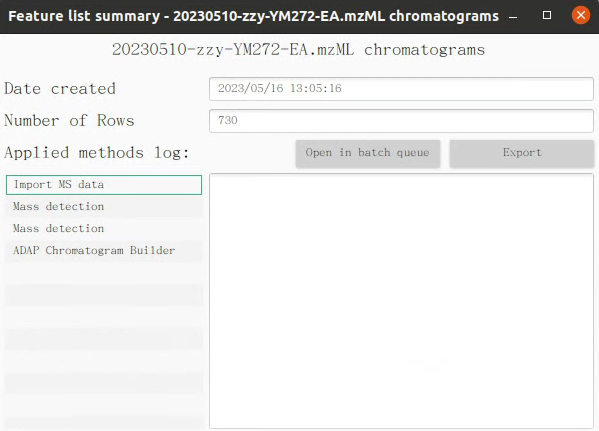 Feature list summary - 20230510-zzy-YM272-EA.mzML chromatograms
20230510-zzy-YM272-EA.mzML chromatograms
Date created
2023/05/16 13:05:16
Number of Rows
730
Applied methods log:
Open in batch queue
Export
Import MS data
Mass detection
Mass detection
ADAP Chromatogram Builder